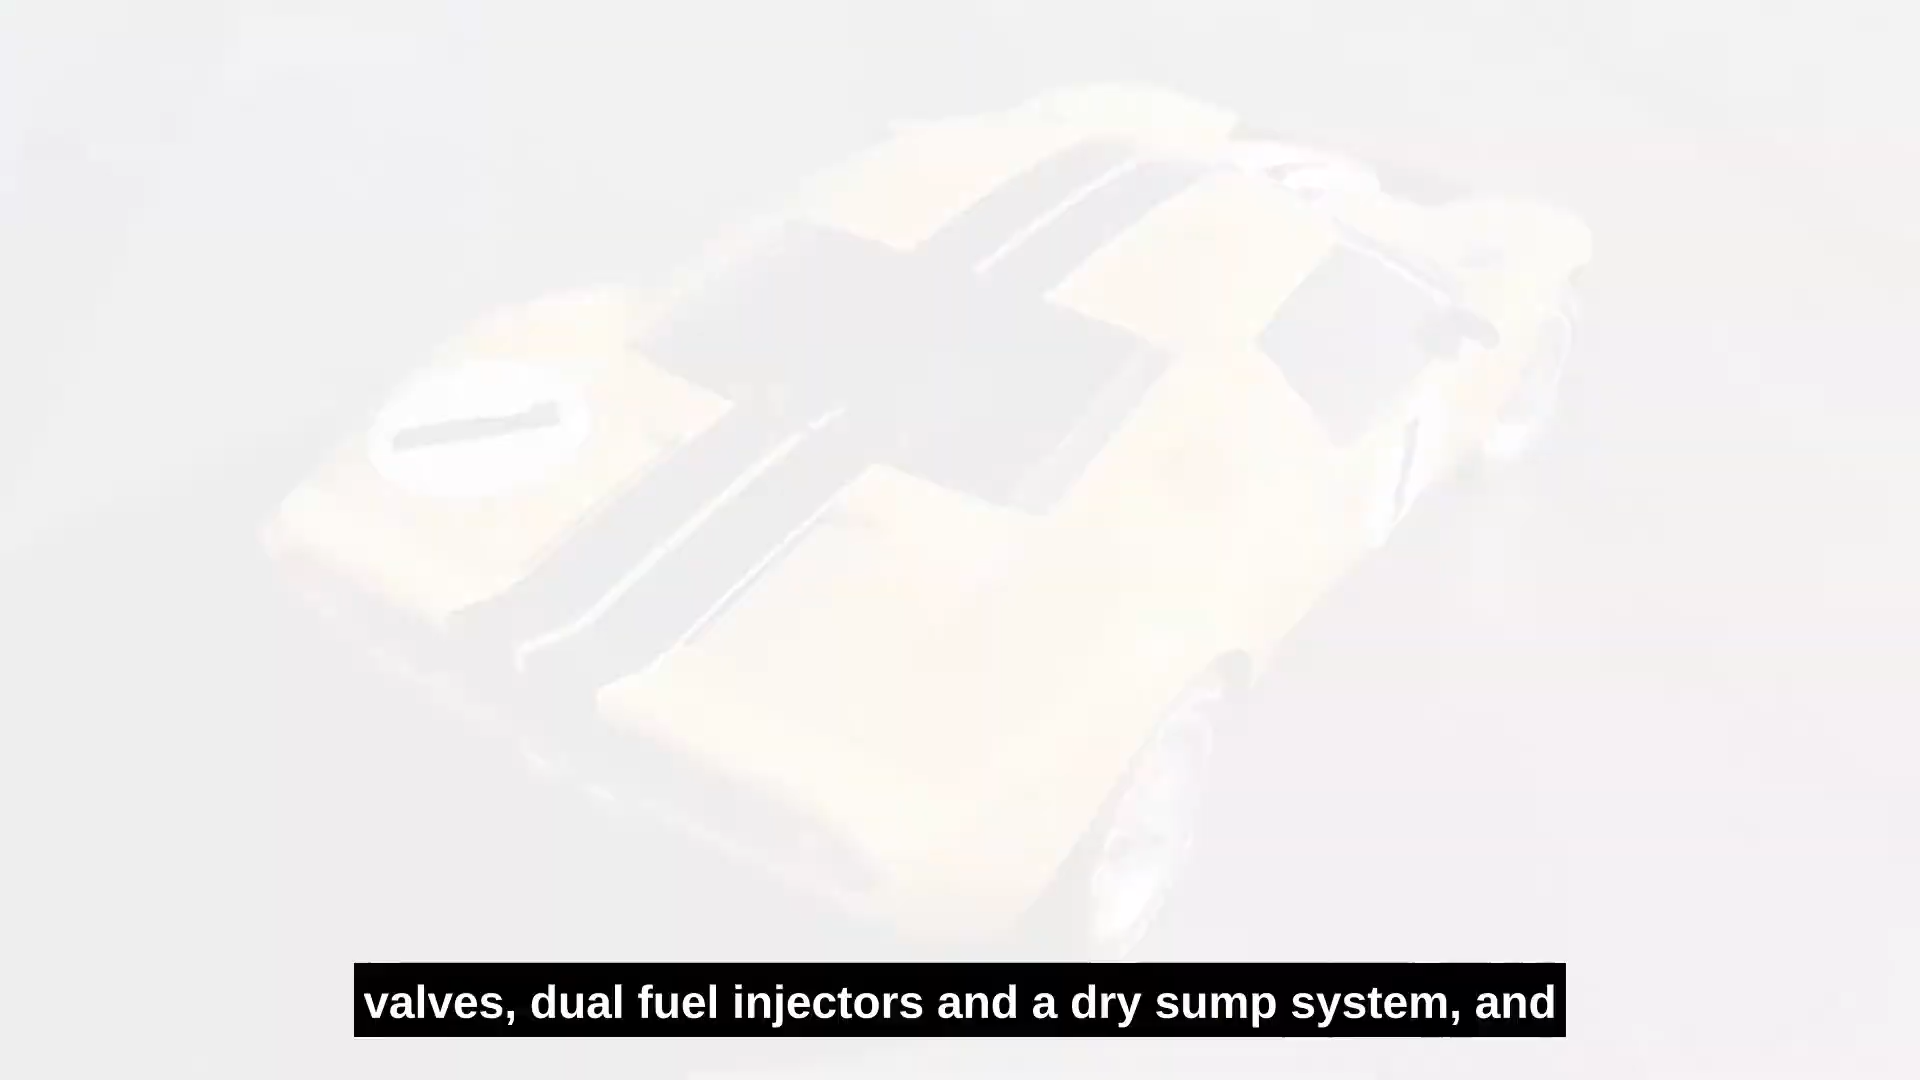 valves, dual fuel injectors and a dry sump system, and